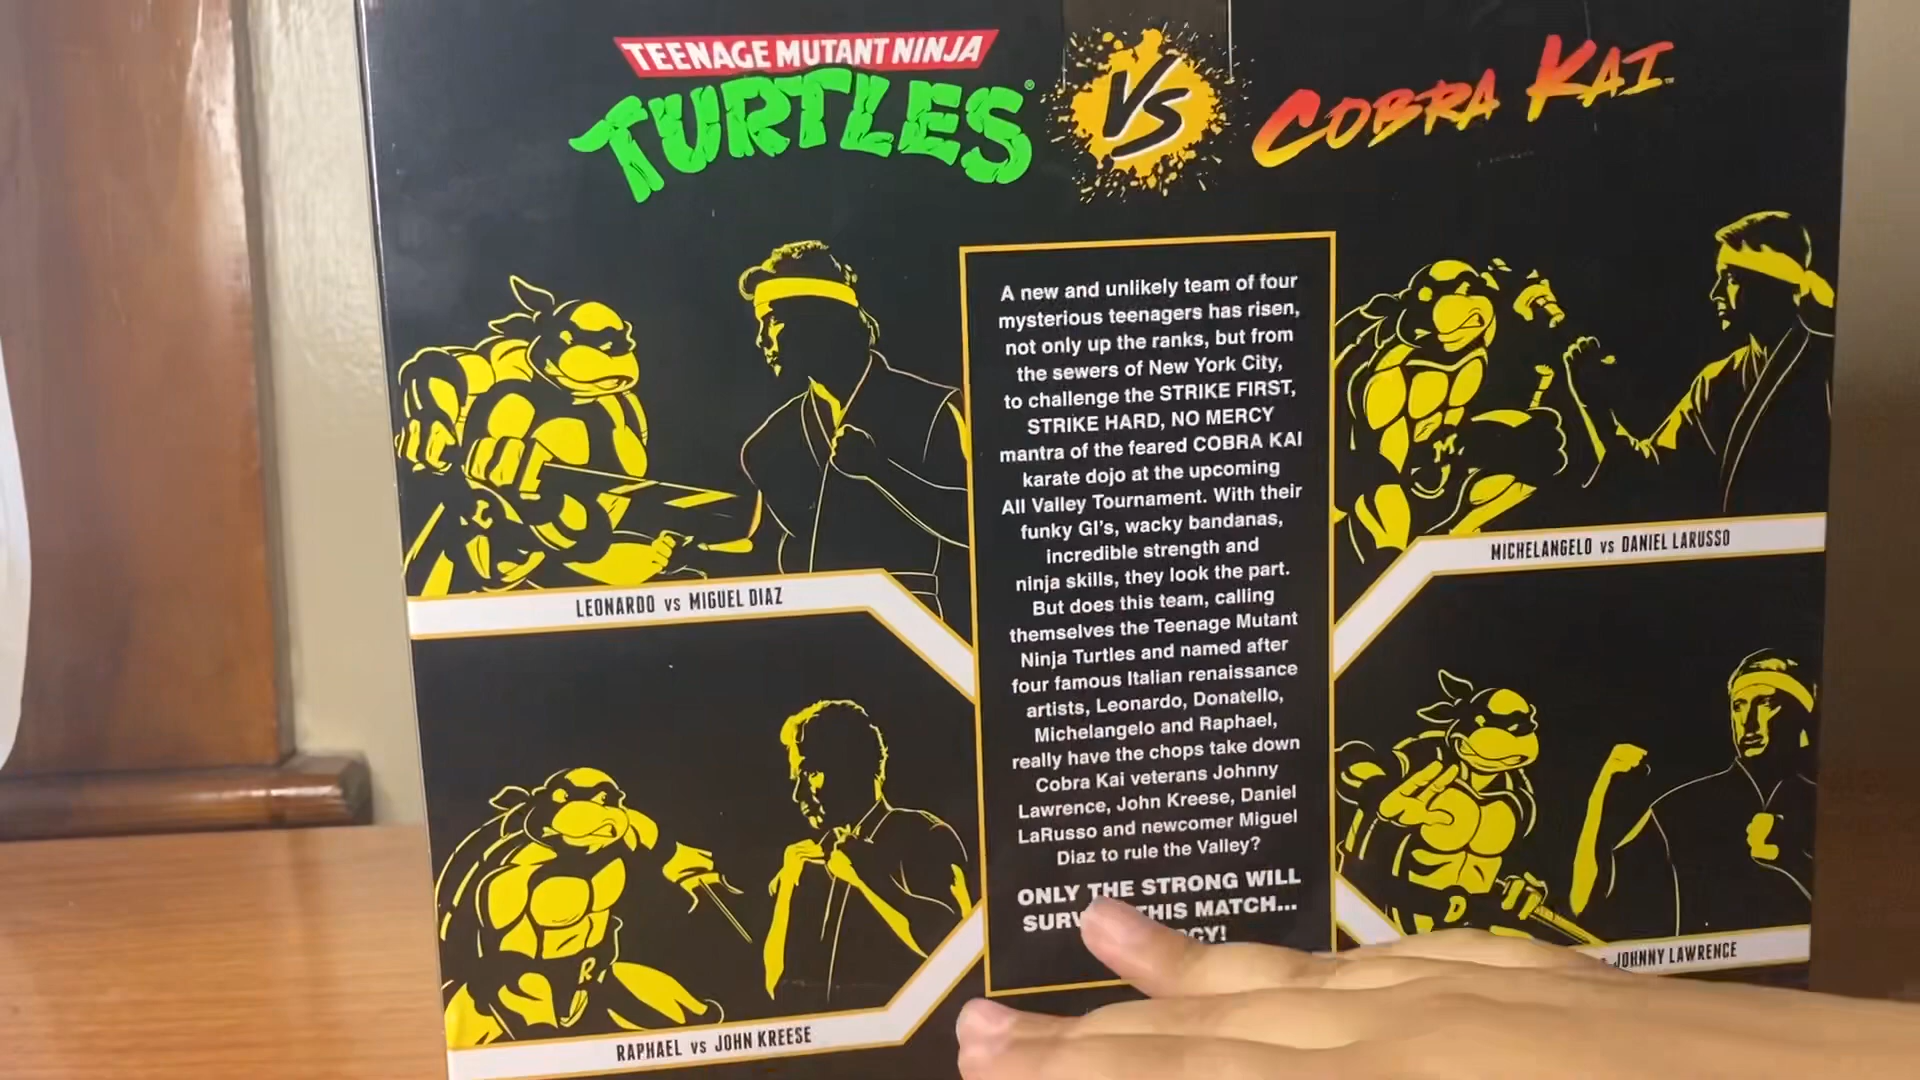 TEENAGE MUTANT NINJA
TURTLES
VS
COBRA KAI
LEONARDO VS MIGUEL DIAZ
RAPHAEL VS JOHN KREESE
A new and unlikely team of four
mysterious teenagers has risen,
not only up the ranks, but from
the sewers of New York City,
to challenge the STRIKE FIRST,
STRIKE HARD, NO MERCY
mantra of the feared COBRA KAI
karate dojo at the upcoming
All Valley Tournament. With their
funky GI's, wacky bandanas,
incredible strength and
ninja skills, they look the part.
But does this team, calling
themselves the Teenage Mutant
Ninja Turtles and named after
four famous Italian renaissance
artists, Leonardo, Donatello,
Michelangelo and Raphael,
really have the chops take down
Cobra Kai veterans Johnny
Lawrence, John Kreese, Daniel
LaRusso and newcomer Miguel
Diaz to rule the Valley?
ONLY THE STRONG WILL
THIS MATCH...
MICHELANGELO VS DANIEL LARUSSO
JOHNNY LAWRENCE
M
D
R